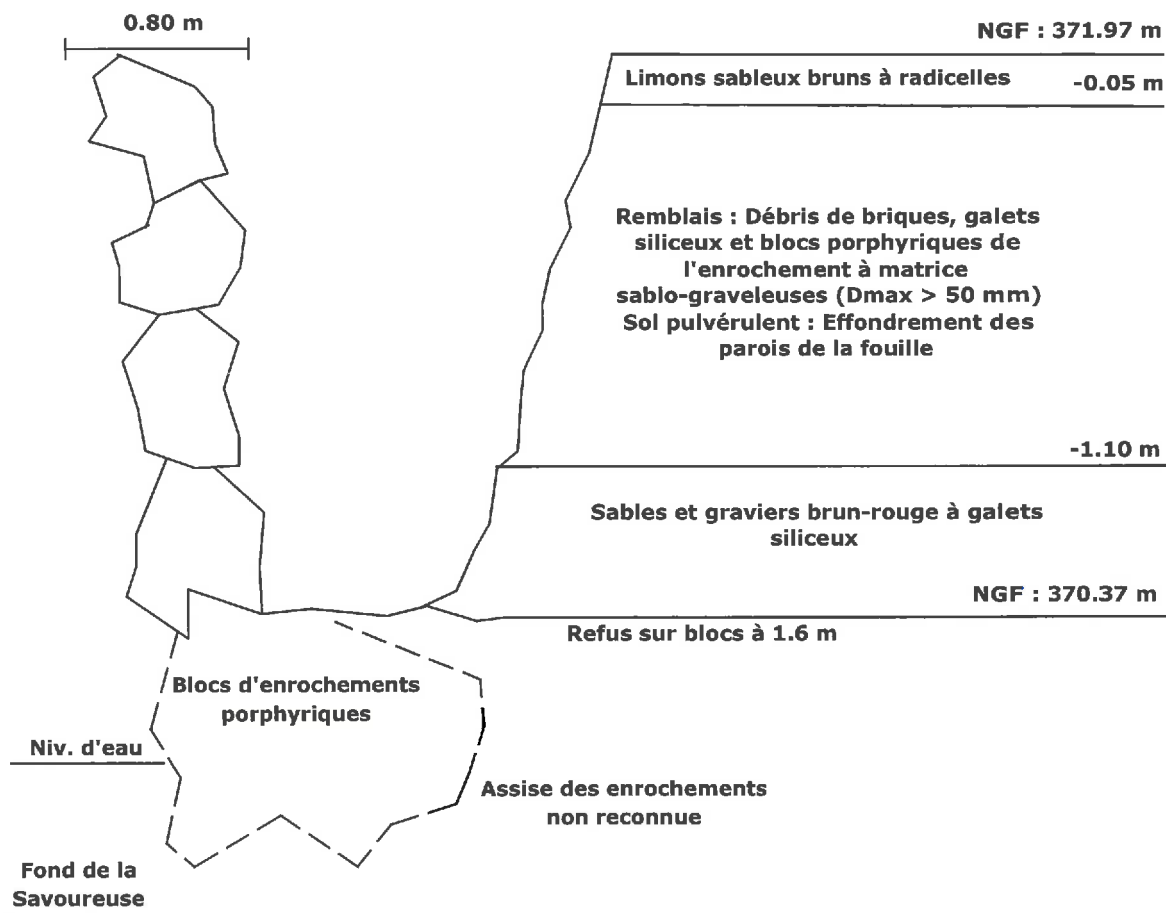 0.80 m
NGF : 371.97 m
Limons sableux bruns à radicelles
-0.05 m
Remblais : Débris de briques, galets
siliceux et blocs porphyriques de
l'enrochement à matrice
sablo-graveleuses (Dmax > 50 mm)
Sol pulvérulent : Effondrement des
parois de la fouille
-1.10 m
Sables et graviers brun-rouge à galets
siliceux
NGF : 370.37 m
Refus sur blocs à 1.6 m
Blocs d'enrochements
porphyriques
Niv. d'eau
Assise des enrochements
non reconnue
Fond de la
Savoureuse